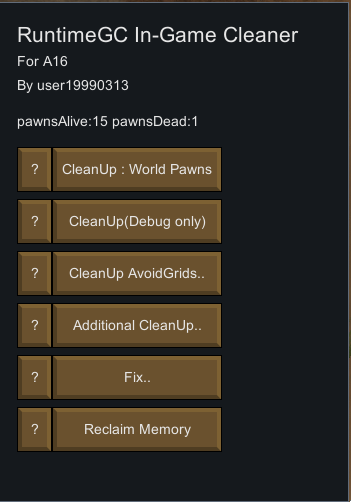 RuntimeGC In-Game Cleaner
For A16
By user19990313
pawnsAlive:15 pawnsDead:1
? CleanUp : World Pawns
? CleanUp(Debug only)
? CleanUp AvoidGrids..
? Additional CleanUp..
? Fix..
? Reclaim Memory